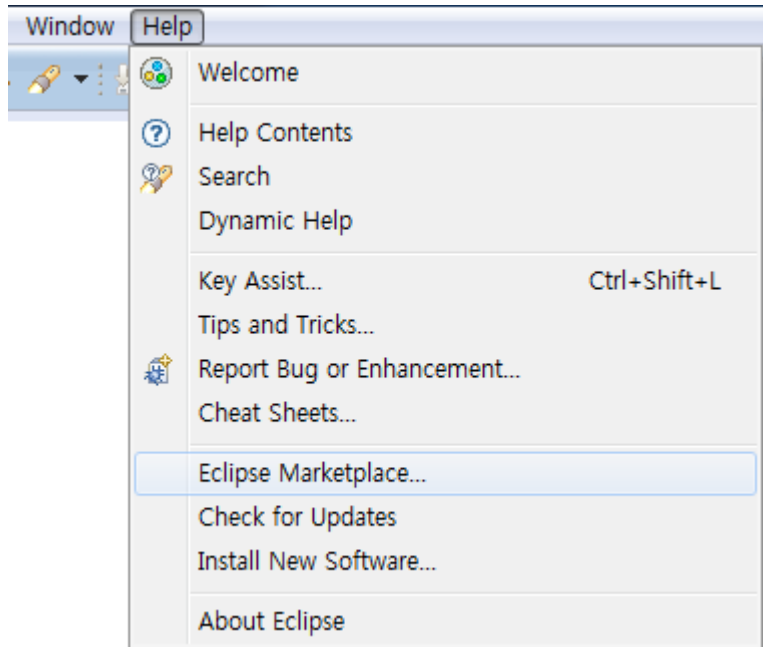 Window Help
Welcome
Help Contents
Search
Dynamic Help
Key Assist... Ctrl+Shift+L
Tips and Tricks...
Report Bug or Enhancement...
Cheat Sheets...
Eclipse Marketplace...
Check for Updates
Install New Software...
About Eclipse